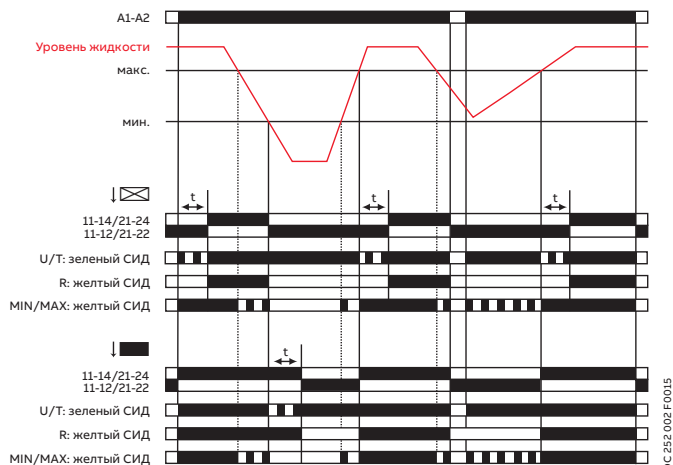 A1-A2
Уровень жидкости
макс.
мин.
t t t
11-14/21-24
11-12/21-22
U/T: зеленый СИД
R: желтый СИД
MIN/MAX: желтый СИД
t
11-14/21-24
11-12/21-22
U/T: зеленый СИД
R: желтый СИД
MIN/MAX: желтый СИД
C 252 002 F0015